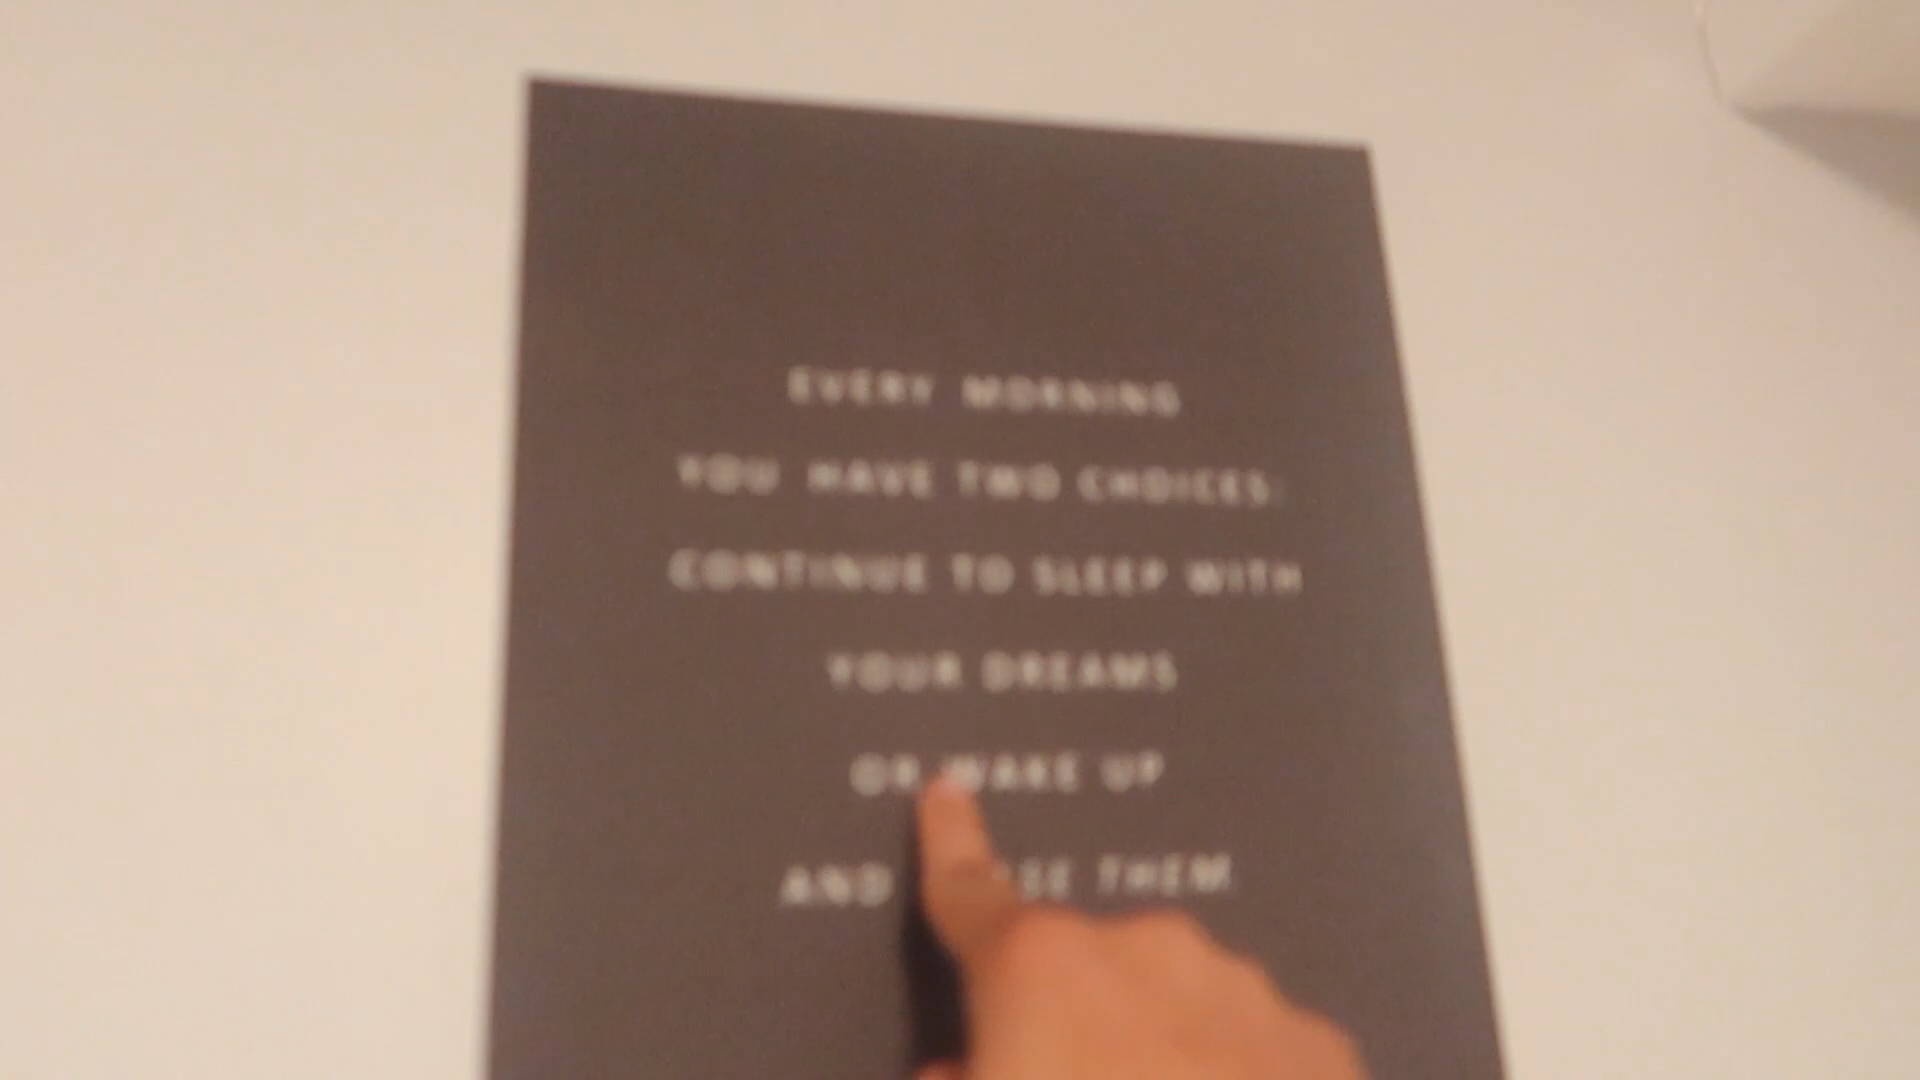 EVERY MORNING
YOU HAVE TWO CHOICES:
CONTINUE TO SLEEP WITH
YOUR DREAMS
OR WAKE UP
AND THEM.